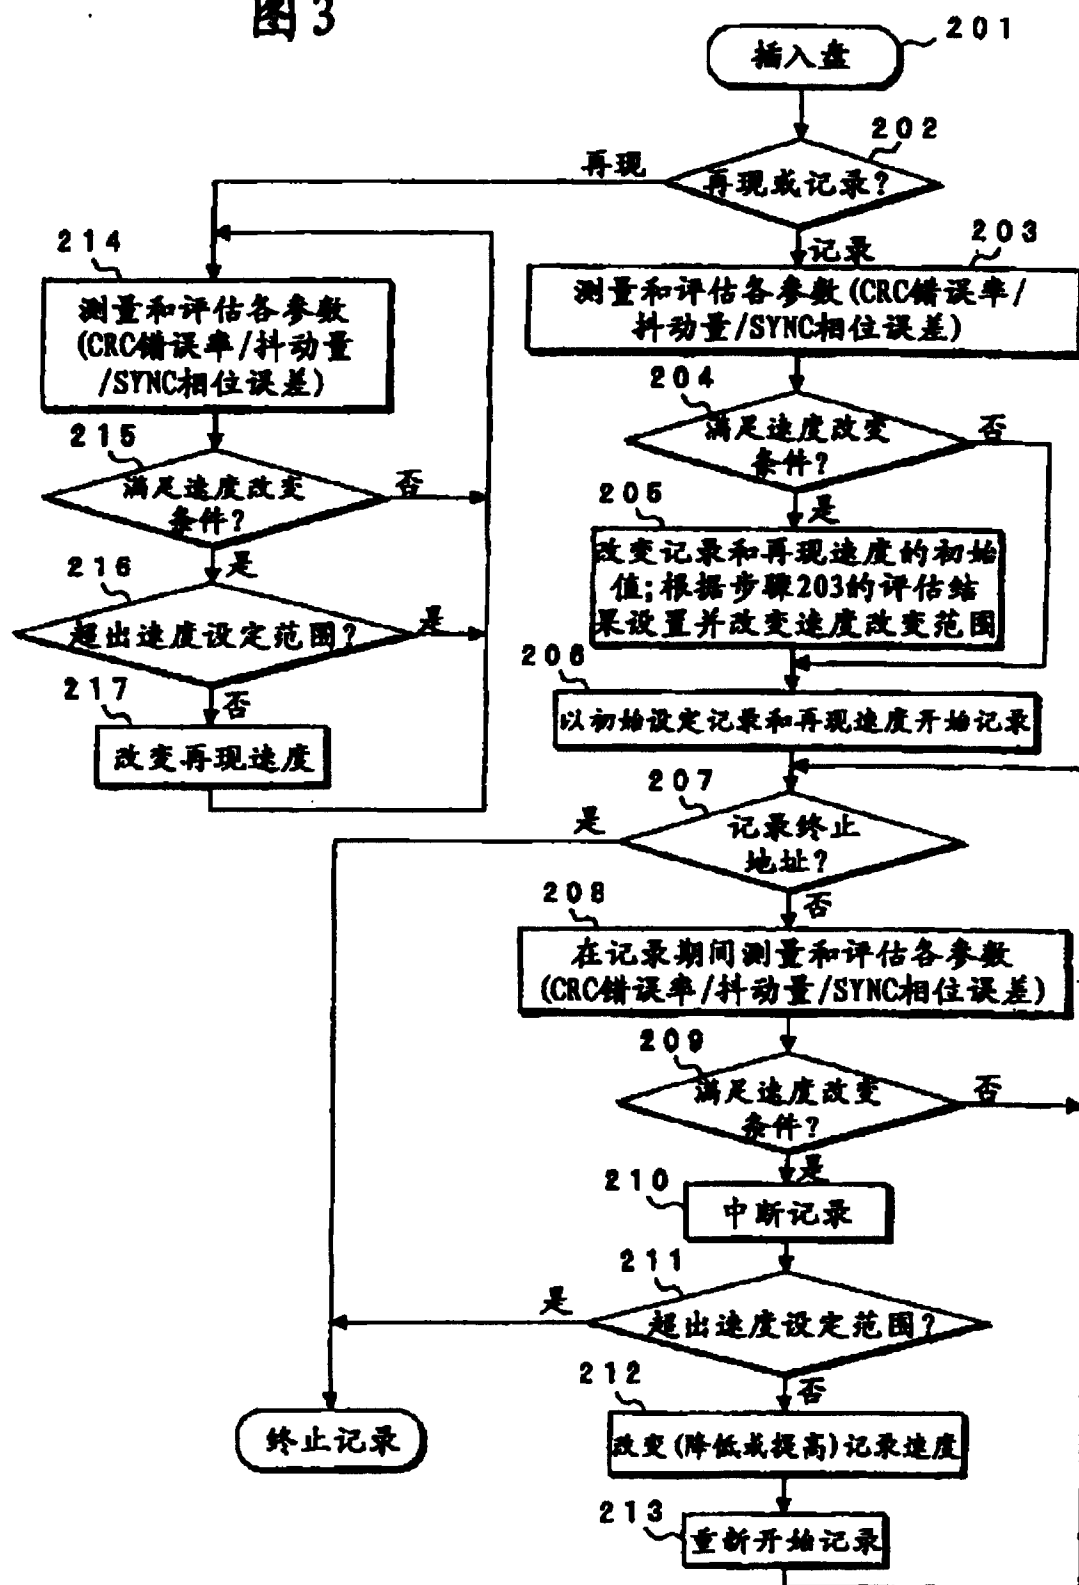 图3
201
插入盘
202
再现
再现或记录?
记录
203
测量和评估各参数(CRC错误率/
抖动量/SYNC相位误差)
214
测量和评估各参数
(CRC错误率/抖动量
/SYNC相位误差)
204
满足速度改变
条件?
否
是
215
满足速度改变
条件?
否
是
205
改变记录和再现速度的初始
值;根据步骤203的评估结
果设置并改变速度改变范围
216
超出速度设定范围?
是
否
206
以初始设定记录和再现速度开始记录
217
改变再现速度
207
记录终止
地址?
是
否
208
在记录期间测量和评估各参数
(CRC错误率/抖动量/SYNC相位误差)
209
满足速度改变
条件?
否
是
210
中断记录
211
超出速度设定范围?
是
否
212
改变(降低或提高)记录速度
终止记录
213
重新开始记录